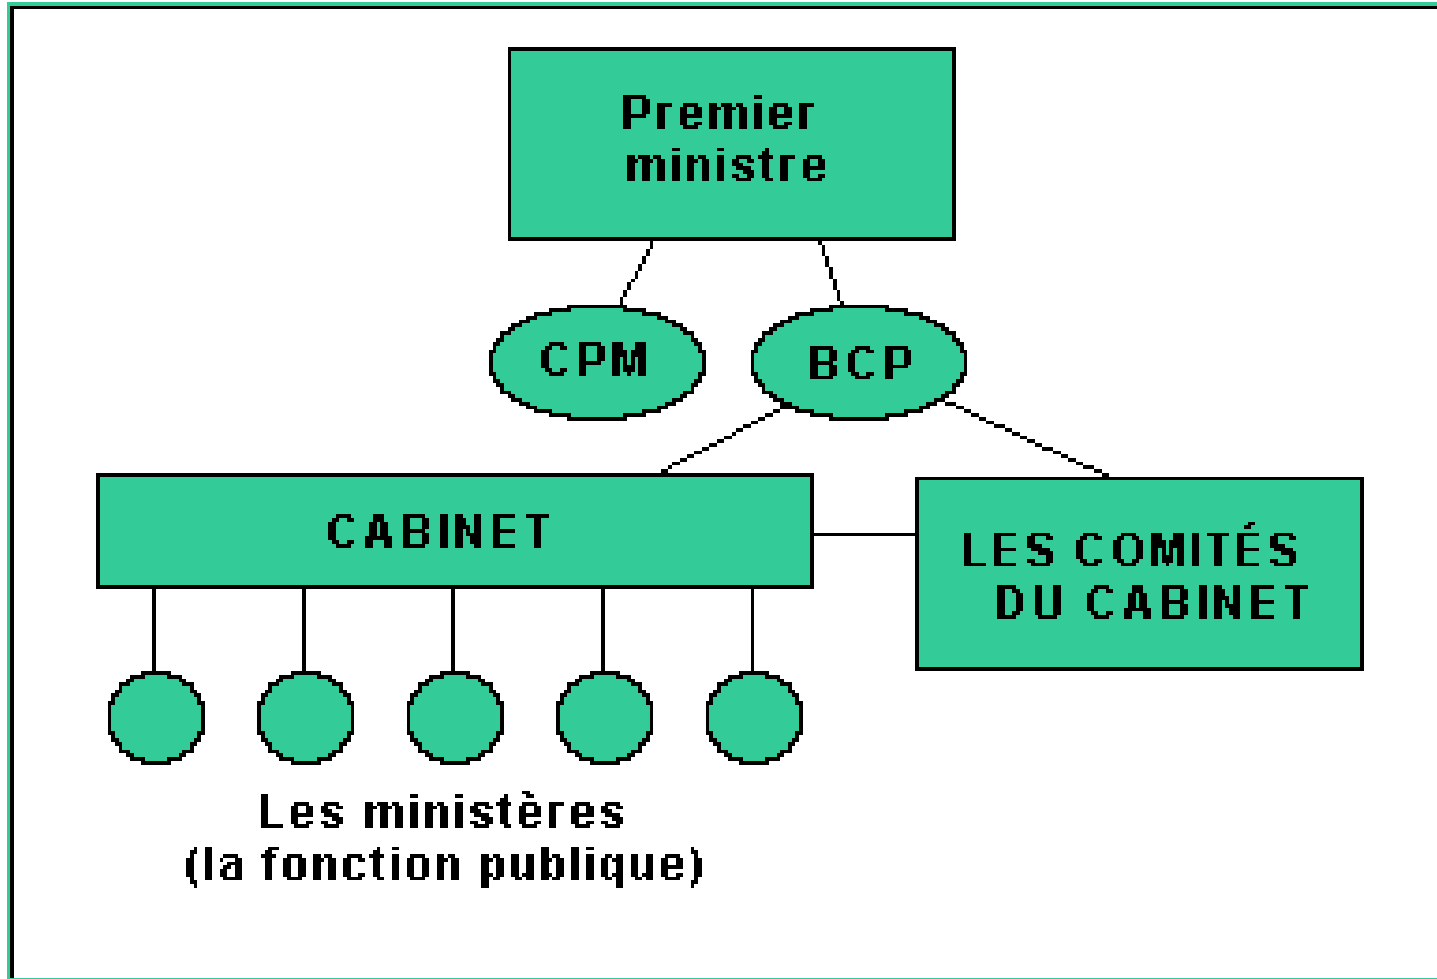 Premier
ministre
CPM
BCP
CABINET
LES COMITÉS
DU CABINET
Les ministères
(la fonction publique)